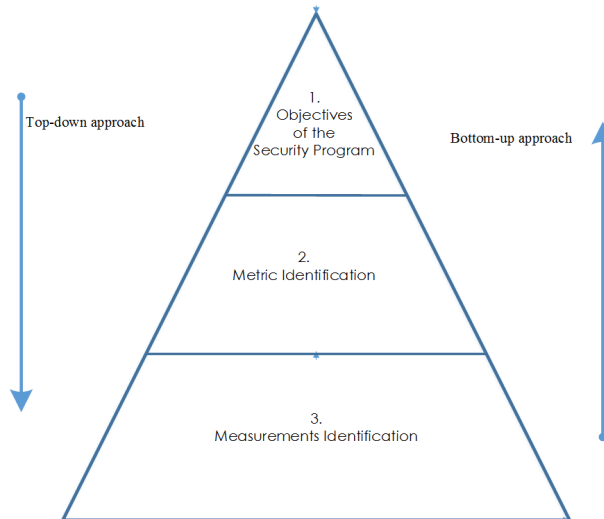 1.
Objectives
of the
Security Program
Top-down approach
Bottom-up approach
2.
Metric Identification
3.
Measurements Identification